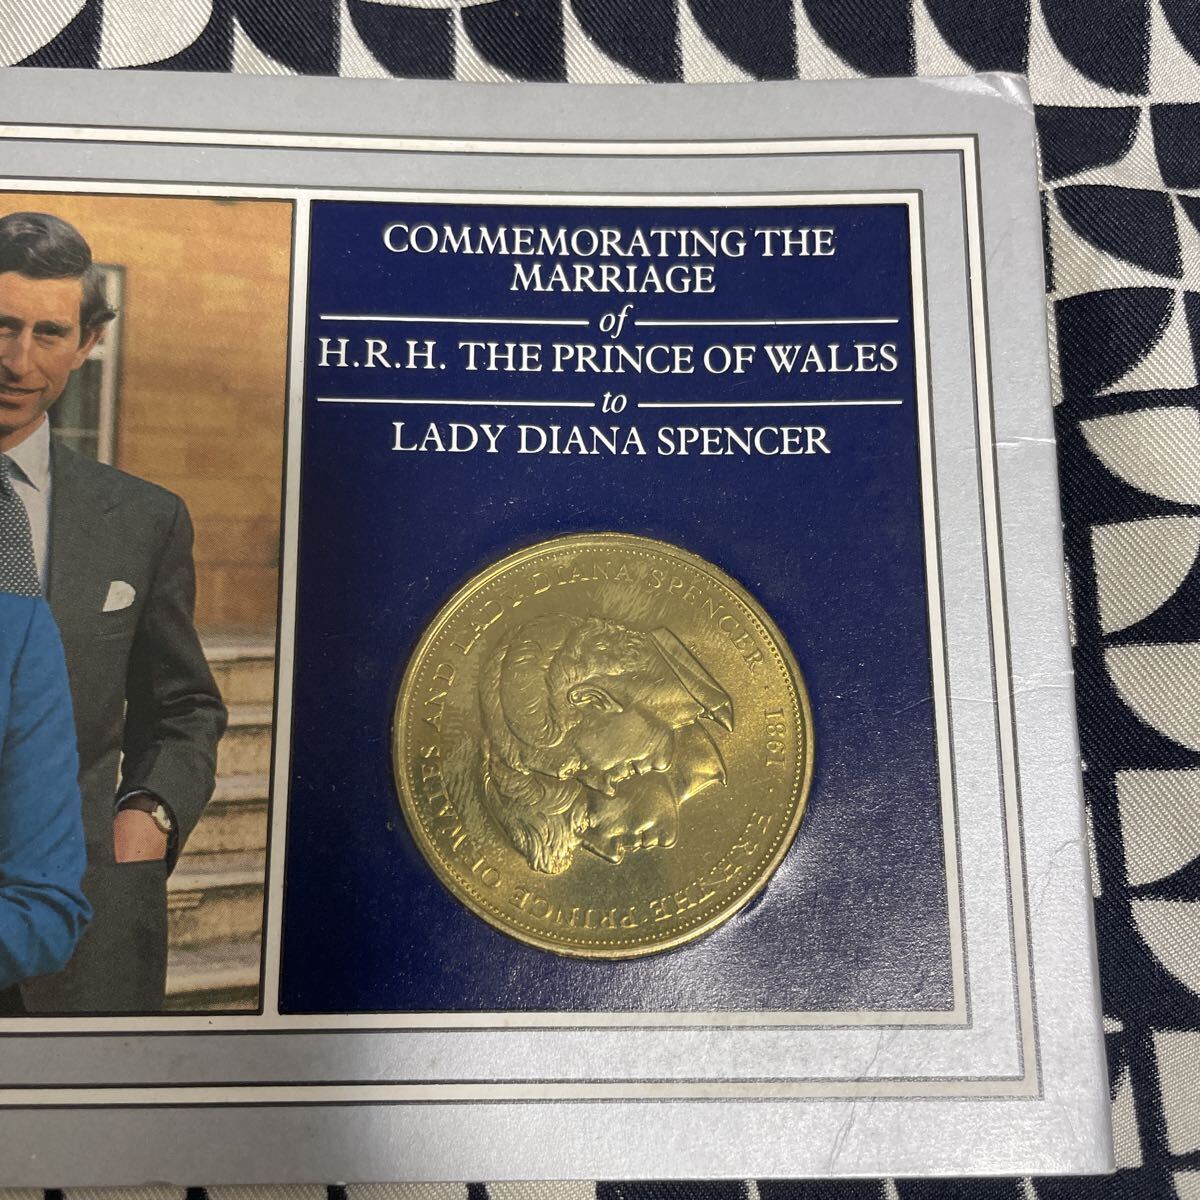 COMMEMORATING THE
MARRIAGE
of
H.R.H. THE PRINCE OF WALES
to
LADY DIANA SPENCER
H.R.H. THE PRINCE OF WALES AND LADY DIANA SPENCER · 1981 ·